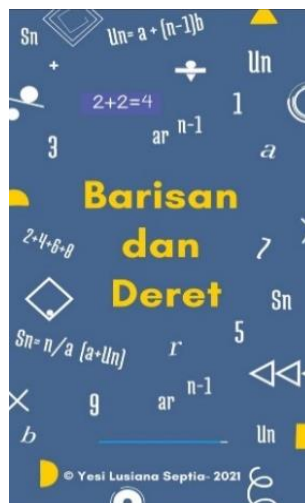 Sn
Un= a + (n-1)b
Un
+
÷
2+2=4
1
3
ar n-1
a
Barisan
dan
Deret
2+4+6+8
7
Sn
Sn= n/a (a+Un)
r
5
9
ar n-1
b
Un
© Yesi Lusiana Septia- 2021